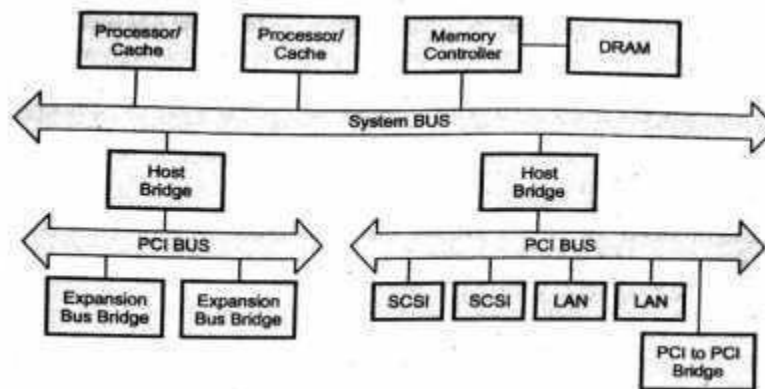 Processor/
Cache
Processor/
Cache
Memory
Controller
DRAM
System BUS
Host
Bridge
Host
Bridge
PCI BUS
PCI BUS
Expansion
Bus Bridge
Expansion
Bus Bridge
SCSI
SCSI
LAN
LAN
PCI to PCI
Bridge